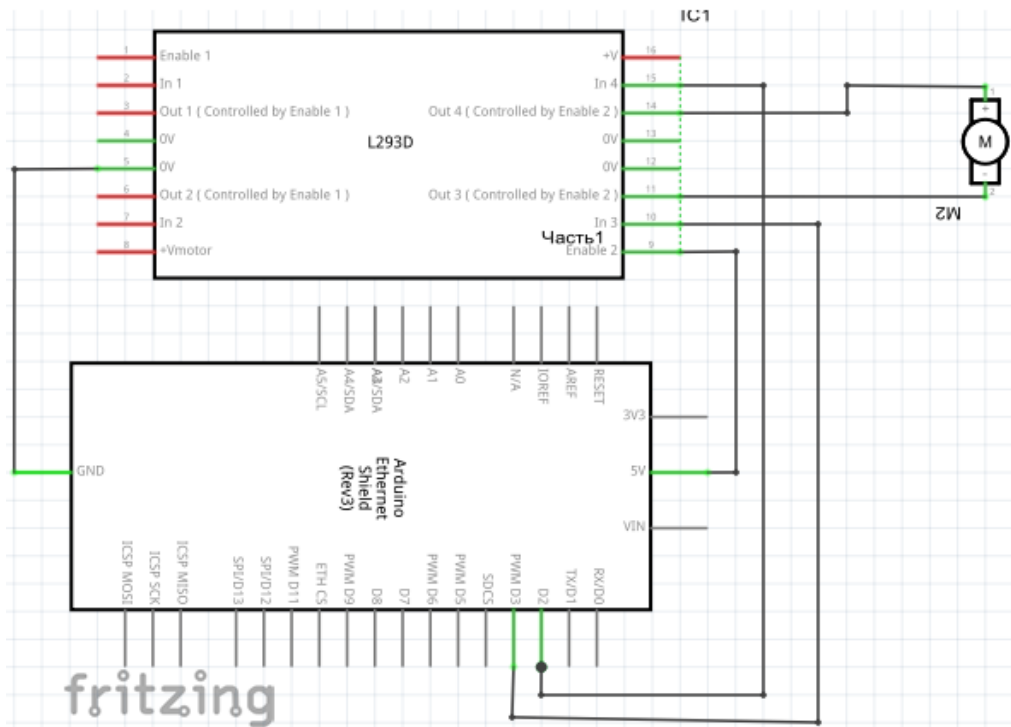 IC1
1 Enable 1
2 In 1
3 Out 1 ( Controlled by Enable 1 )
4 0V
5 0V
6 Out 2 ( Controlled by Enable 1 )
7 In 2
8 +Vmotor
L293D
+V 16
In 4 15
Out 4 ( Controlled by Enable 2 ) 14
0V 13
0V 12
Out 3 ( Controlled by Enable 2 ) 11
In 3 10
Часть1
Enable 2 9
1
+
M
-
2
M2
A5/SCL
A4/SDA
A3/SDA
A2
A1
A0
N/A
IOREF
AREF
RESET
3V3
5V
VIN
GND
Arduino
Ethernet
Shield
(Rev3)
ICSP MOSI
ICSP SCK
ICSP MISO
SPI/D13
SPI/D12
PWM D11
ETH CS
PWM D9
D8
D7
PWM D6
PWM D5
SDCS
PWM D3
D2
TX/D1
RX/D0
fritzing